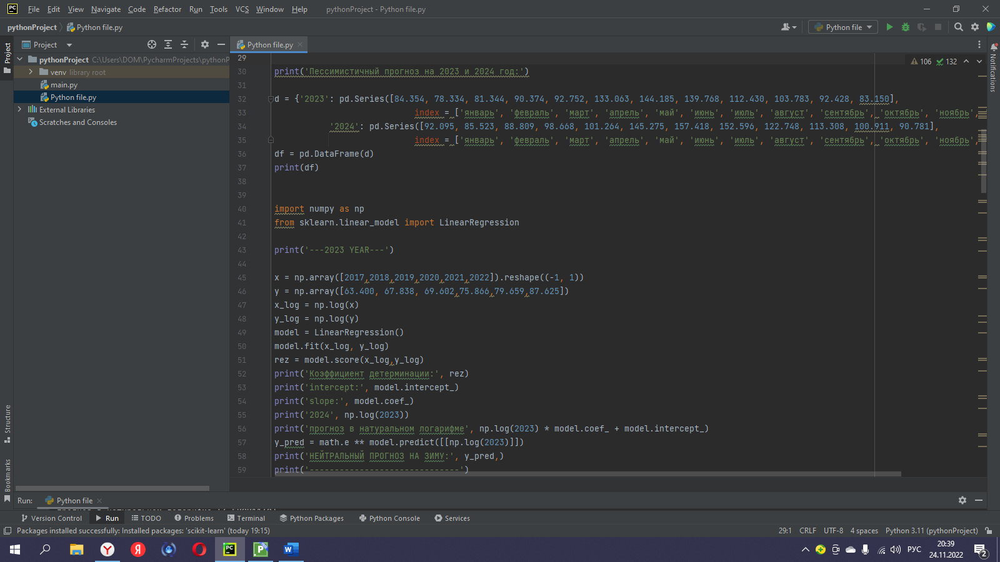 File Edit View Navigate Code Refactor Run Tools VCS Window Help pythonProject - Python file.py
pythonProject Python file.py Python file
Project Python file.py
Project
pythonProject C:\Users\DOM\PycharmProjects\pythonP
venv library root
main.py
Python file.py
External Libraries
Scratches and Consoles
Structure
Bookmarks
Notifications
106 132
29
30 print('Пессимистичный прогноз на 2023 и 2024 год:')
31
32 d = {'2023': pd.Series([84.354, 78.334, 81.344, 90.374, 92.752, 133.063, 144.185, 139.768, 112.430, 103.783, 92.428, 83.150],
33 index = ['январь', 'февраль', 'март', 'апрель', 'май', 'июнь', 'июль', 'август', 'сентябрь', 'октябрь', 'ноябрь',
34 '2024': pd.Series([92.095, 85.523, 88.809, 98.668, 101.264, 145.275, 157.418, 152.596, 122.748, 113.308, 100.911, 90.781],
35 index = ['январь', 'февраль', 'март', 'апрель', 'май', 'июнь', 'июль', 'август', 'сентябрь', 'октябрь', 'ноябрь',
36 df = pd.DataFrame(d)
37 print(df)
38
39
40 import numpy as np
41 from sklearn.linear_model import LinearRegression
42
43 print('---2023 YEAR---')
44
45 x = np.array([2017,2018,2019,2020,2021,2022]).reshape((-1, 1))
46 y = np.array([63.400, 67.838, 69.602,75.866,79.659,87.625])
47 x_log = np.log(x)
48 y_log = np.log(y)
49 model = LinearRegression()
50 model.fit(x_log, y_log)
51 rez = model.score(x_log,y_log)
52 print('Коэффициент детерминации:', rez)
53 print('intercept:', model.intercept_)
54 print('slope:', model.coef_)
55 print('2024', np.log(2023))
56 print('прогноз в натуральном логарифме', np.log(2023) * model.coef_ + model.intercept_)
57 y_pred = math.e ** model.predict([[np.log(2023)]])
58 print('НЕЙТРАЛЬНЫЙ ПРОГНОЗ НА ЗИМУ:', y_pred,)
59 print('------------------------------')
Run: Python file
Version Control Run TODO Problems Terminal Python Packages Python Console Services
Packages installed successfully: Installed packages: 'scikit-learn' (today 19:15) 29:1 CRLF UTF-8 4 spaces Python 3.11 (pythonProject)
РУС 20:39
24.11.2022 2